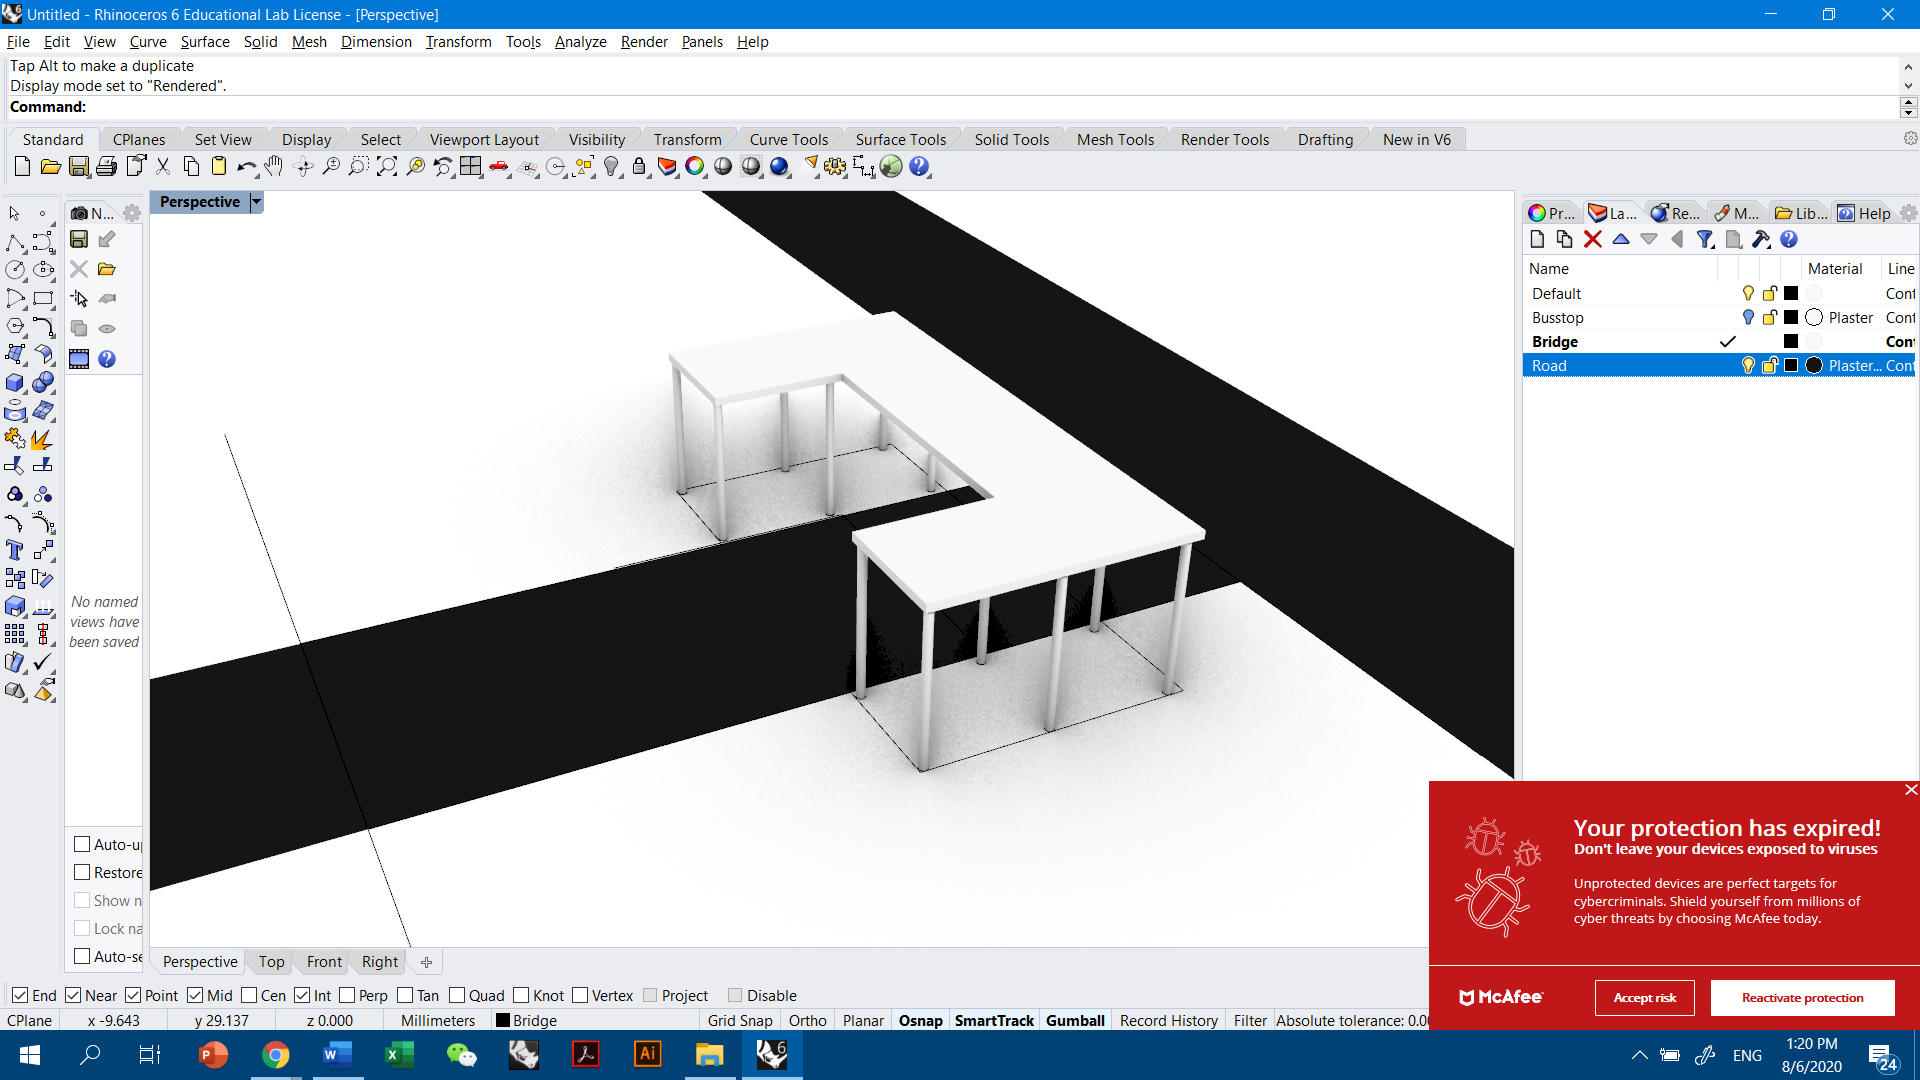 Untitled - Rhinoceros 6 Educational Lab License - [Perspective]
File Edit View Curve Surface Solid Mesh Dimension Transform Tools Analyze Render Panels Help
Tap Alt to make a duplicate
Display mode set to "Rendered".
Command:
Standard CPlanes Set View Display Select Viewport Layout Visibility Transform Curve Tools Surface Tools Solid Tools Mesh Tools Render Tools Drafting New in V6
Perspective
N...
Pr... La... Re... M... Lib... Help
Name Material Line
Default Cont
Busstop Plaster Cont
Bridge Cont
Road Plaster... Cont
No named
views have
been saved
Auto-u
Restore
Show n
Lock na
Auto-se
Your protection has expired!
Don't leave your devices exposed to viruses
Unprotected devices are perfect targets for
cybercriminals. Shield yourself from millions of
cyber threats by choosing McAfee today.
McAfee
Accept risk
Reactivate protection
Perspective Top Front Right
End Near Point Mid Cen Int Perp Tan Quad Knot Vertex Project Disable
CPlane x -9.643 y 29.137 z 0.000 Millimeters Bridge Grid Snap Ortho Planar Osnap SmartTrack Gumball Record History Filter Absolute tolerance: 0.0
ENG
1:20 PM
8/6/2020
24